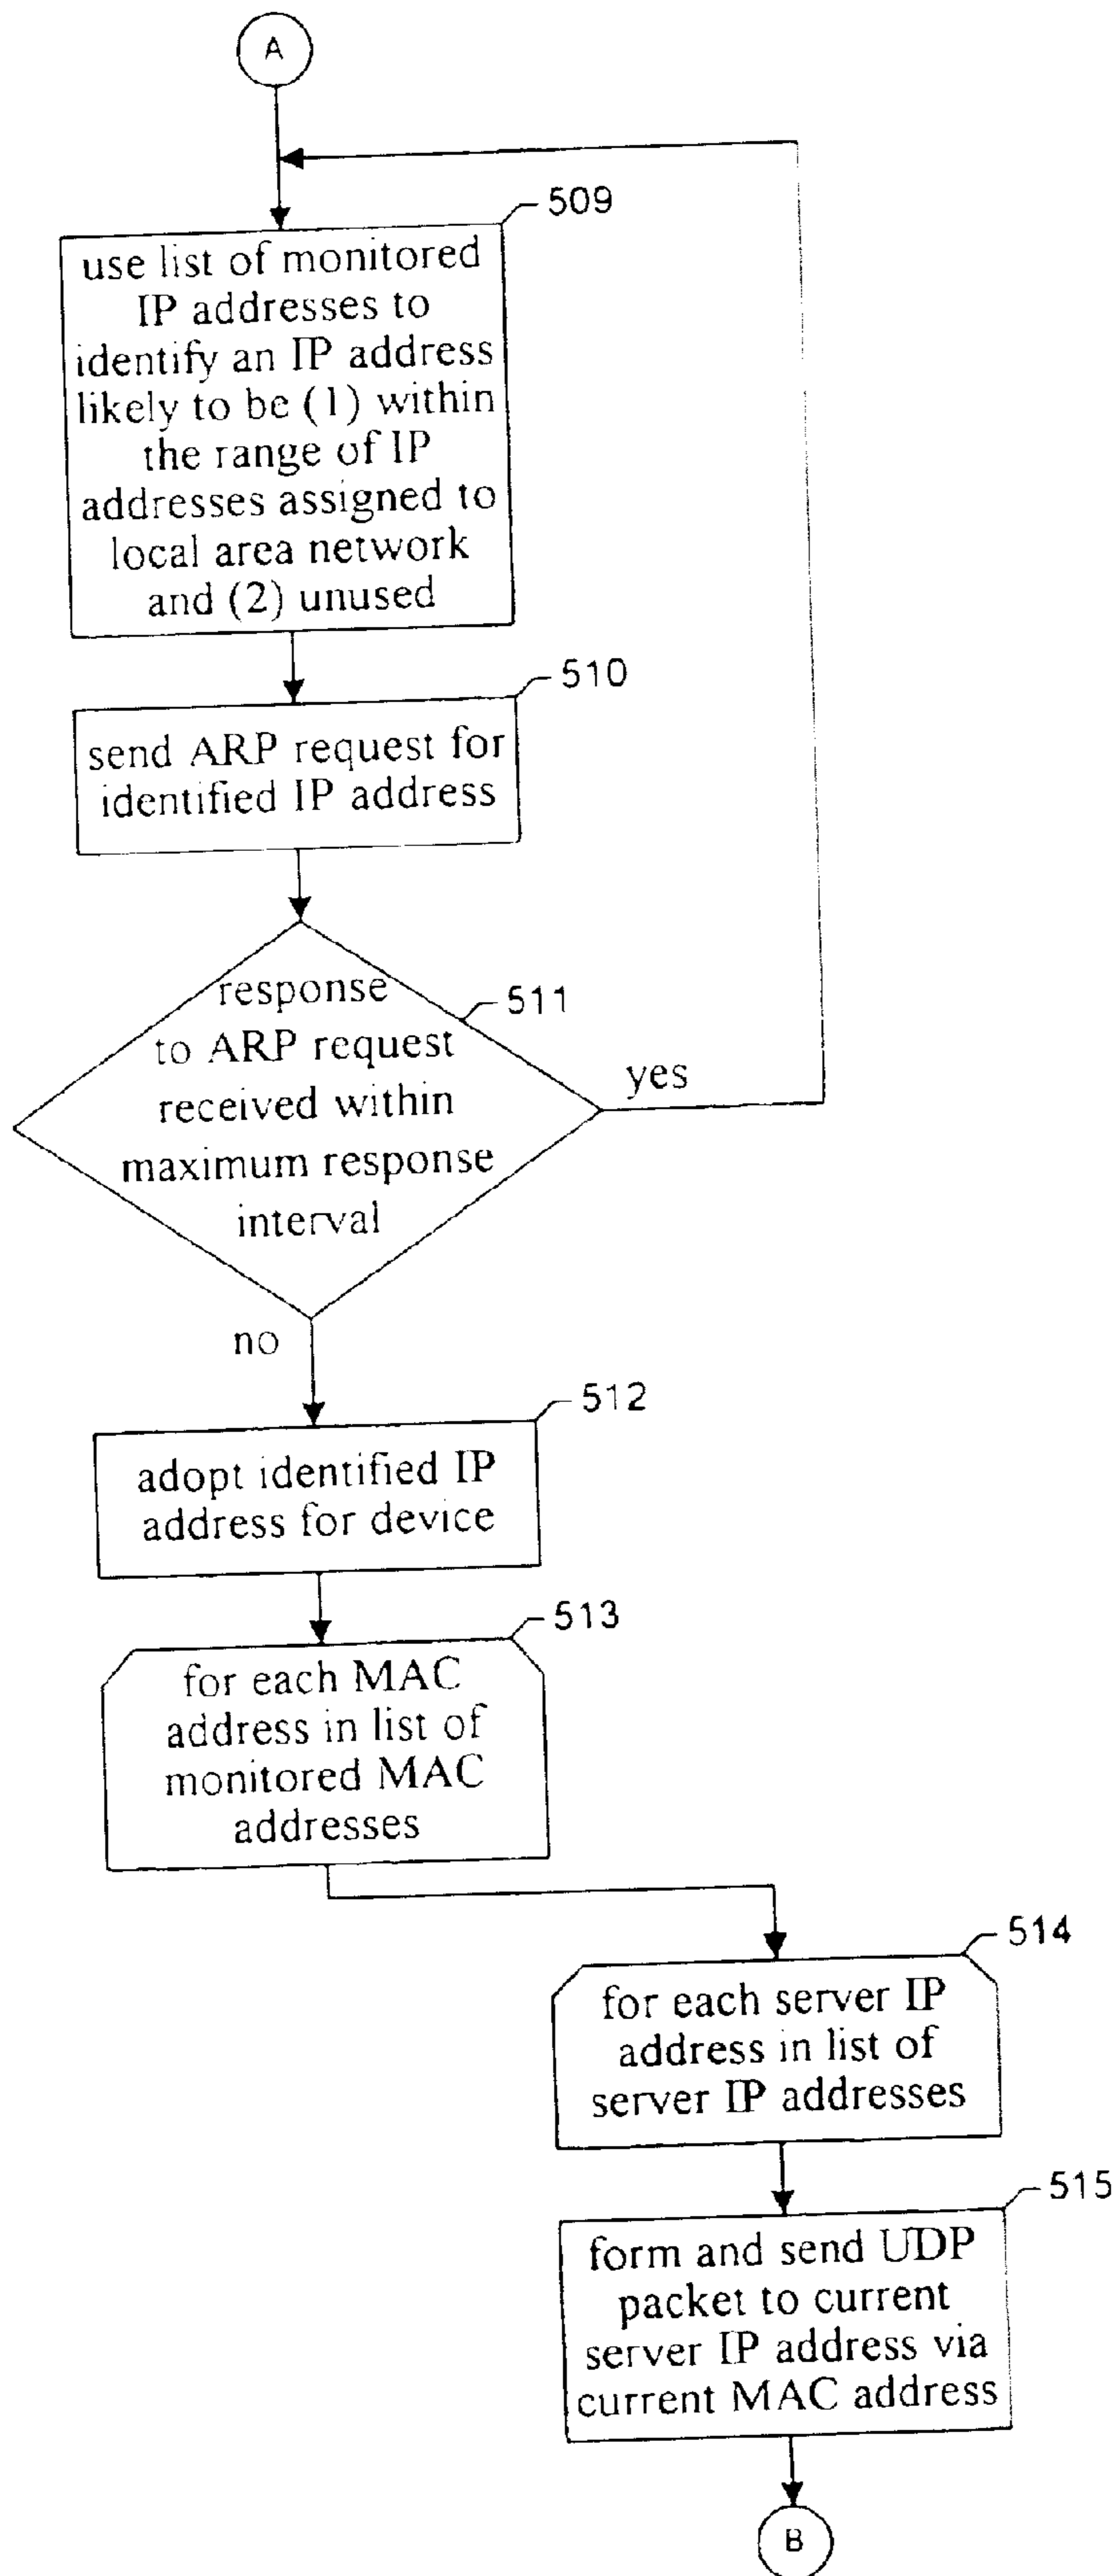 A
509
use list of monitored
IP addresses to
identify an IP address
likely to be (1) within
the range of IP
addresses assigned to
local area network
and (2) unused
510
send ARP request for
identified IP address
response
to ARP request
received within
maximum response
interval
511
yes
no
512
adopt identified IP
address for device
513
for each MAC
address in list of
monitored MAC
addresses
514
for each server IP
address in list of
server IP addresses
515
form and send UDP
packet to current
server IP address via
current MAC address
B